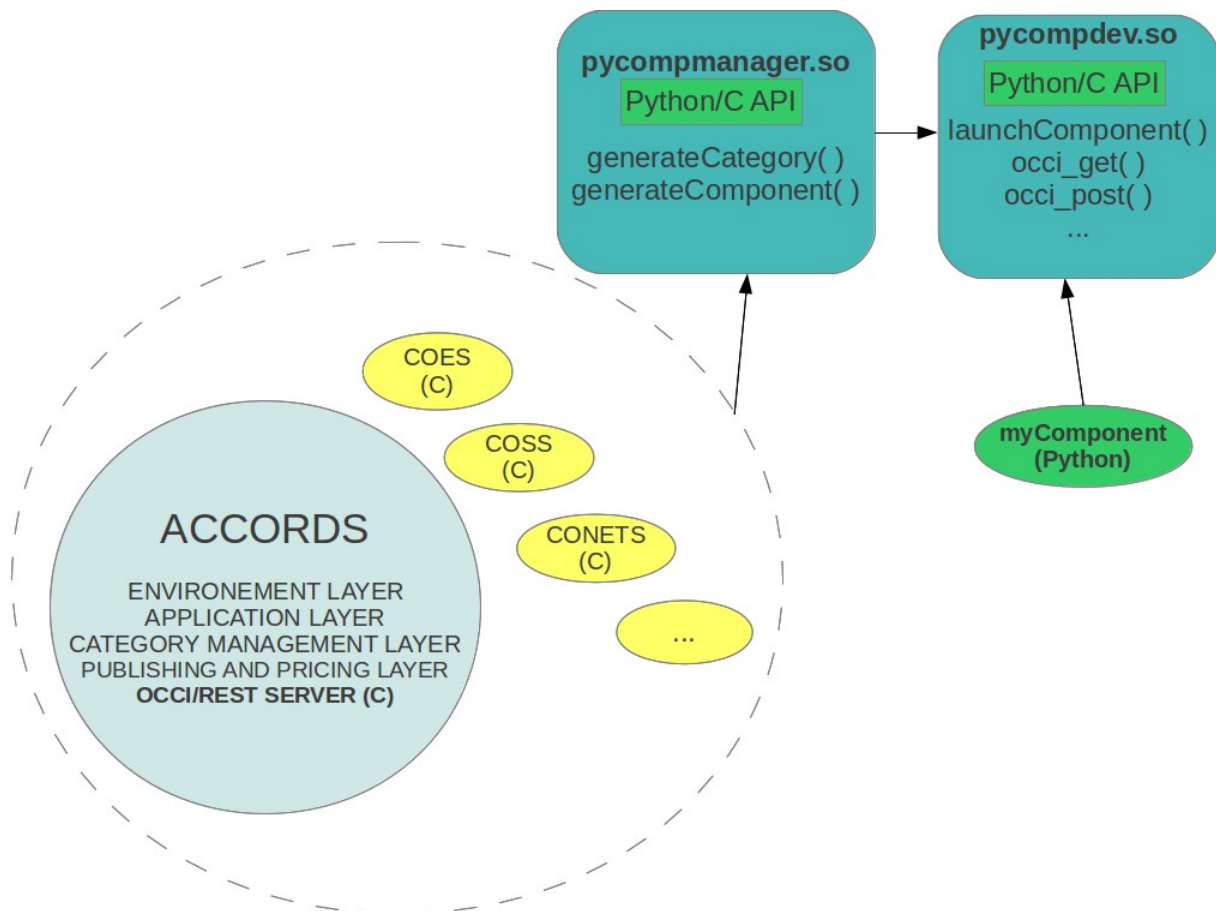 pycompmanager.so
Python/C API
generateCategory( )
generateComponent( )
pycompdev.so
Python/C API
launchComponent( )
occi_get( )
occi_post( )
...
COES
(C)
COSS
(C)
CONETS
(C)
...
myComponent
(Python)
ACCORDS
ENVIRONEMENT LAYER
APPLICATION LAYER
CATEGORY MANAGEMENT LAYER
PUBLISHING AND PRICING LAYER
OCCI/REST SERVER (C)